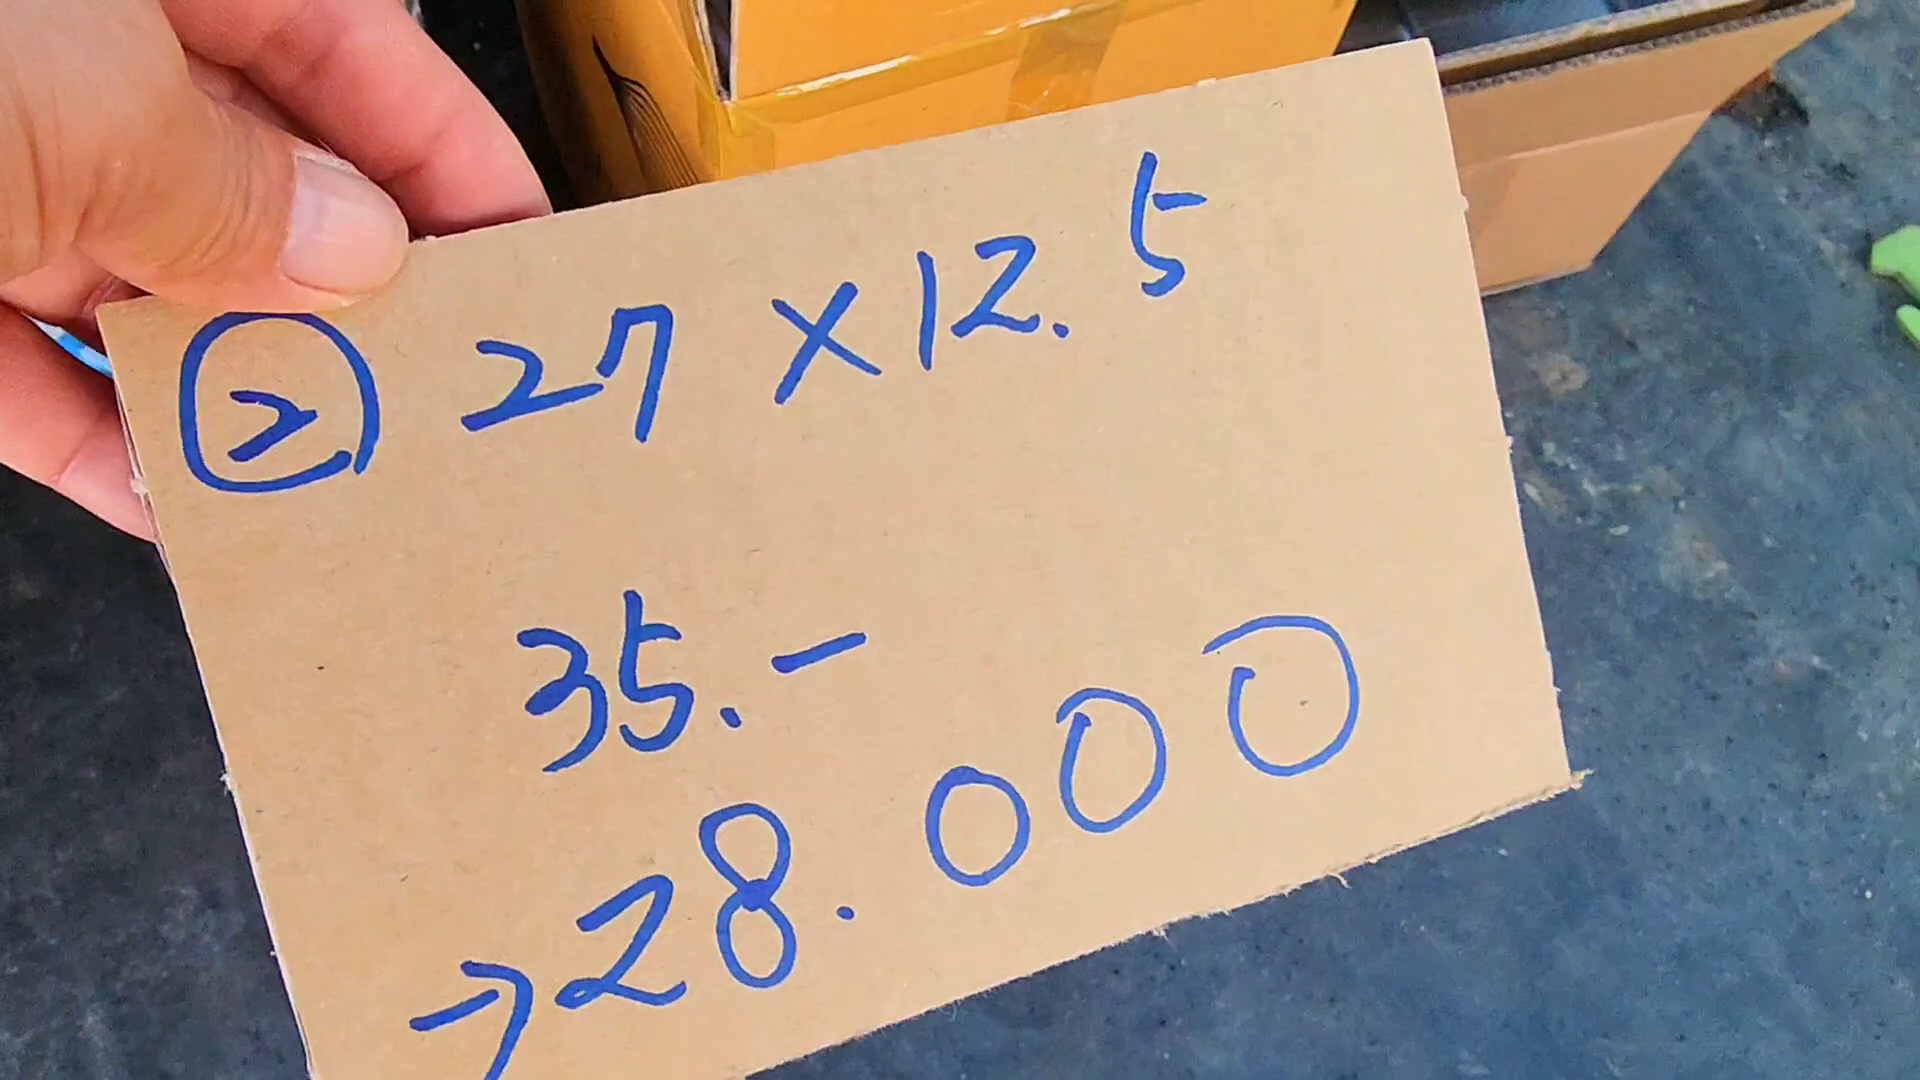 ② 27 × 12.5
35.-
→ 28.000